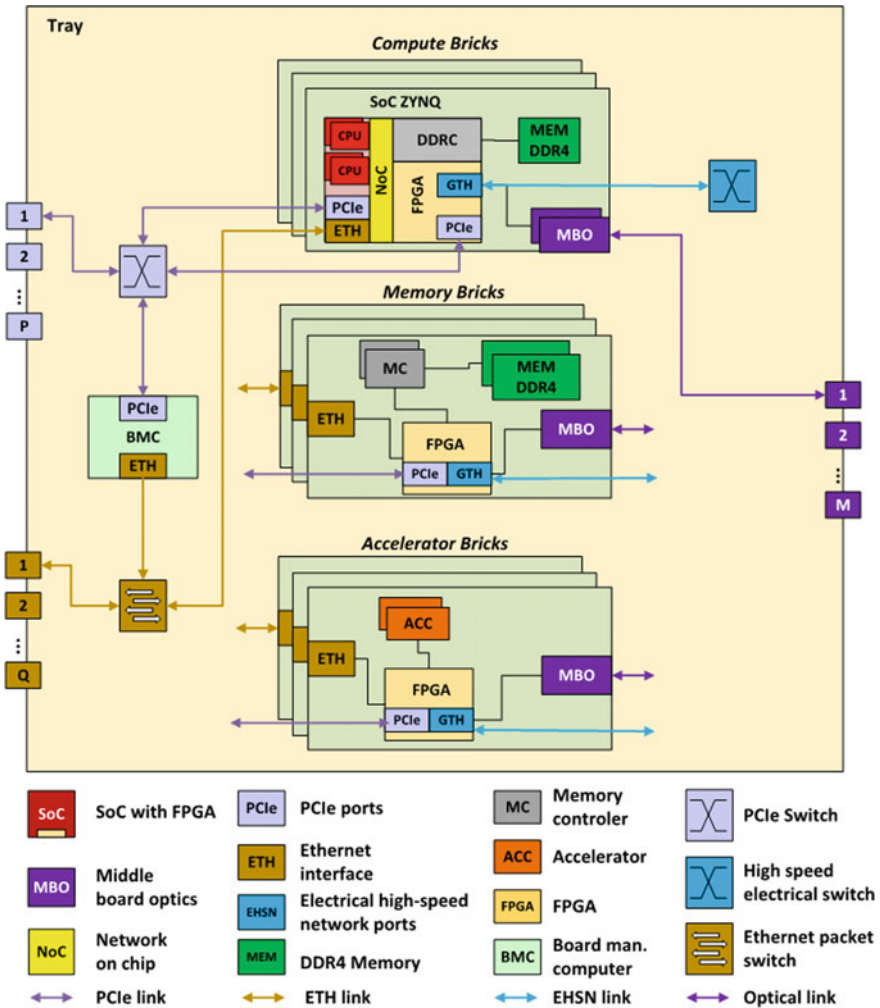 Tray
Compute Bricks
SoC ZYNQ
CPU
CPU
NoC
DDRC
MEM
DDR4
FPGA
GTH
PCIe
ETH
PCIe
MBO
1
2
P
Memory Bricks
MC
MEM
DDR4
ETH
FPGA
PCIe
GTH
MBO
PCIe
BMC
ETH
1
2
M
Accelerator Bricks
ACC
ETH
FPGA
PCIe
GTH
MBO
1
2
Q
SoC
SoC with FPGA
PCIe
PCIe ports
MC
Memory
controler
PCIe Switch
MBO
Middle
board optics
ETH
Ethernet
interface
ACC
Accelerator
High speed
electrical switch
EHSN
Electrical high-speed
network ports
FPGA
FPGA
NoC
Network
on chip
MEM
DDR4 Memory
BMC
Board man.
computer
Ethernet packet
switch
PCIe link
ETH link
EHSN link
Optical link